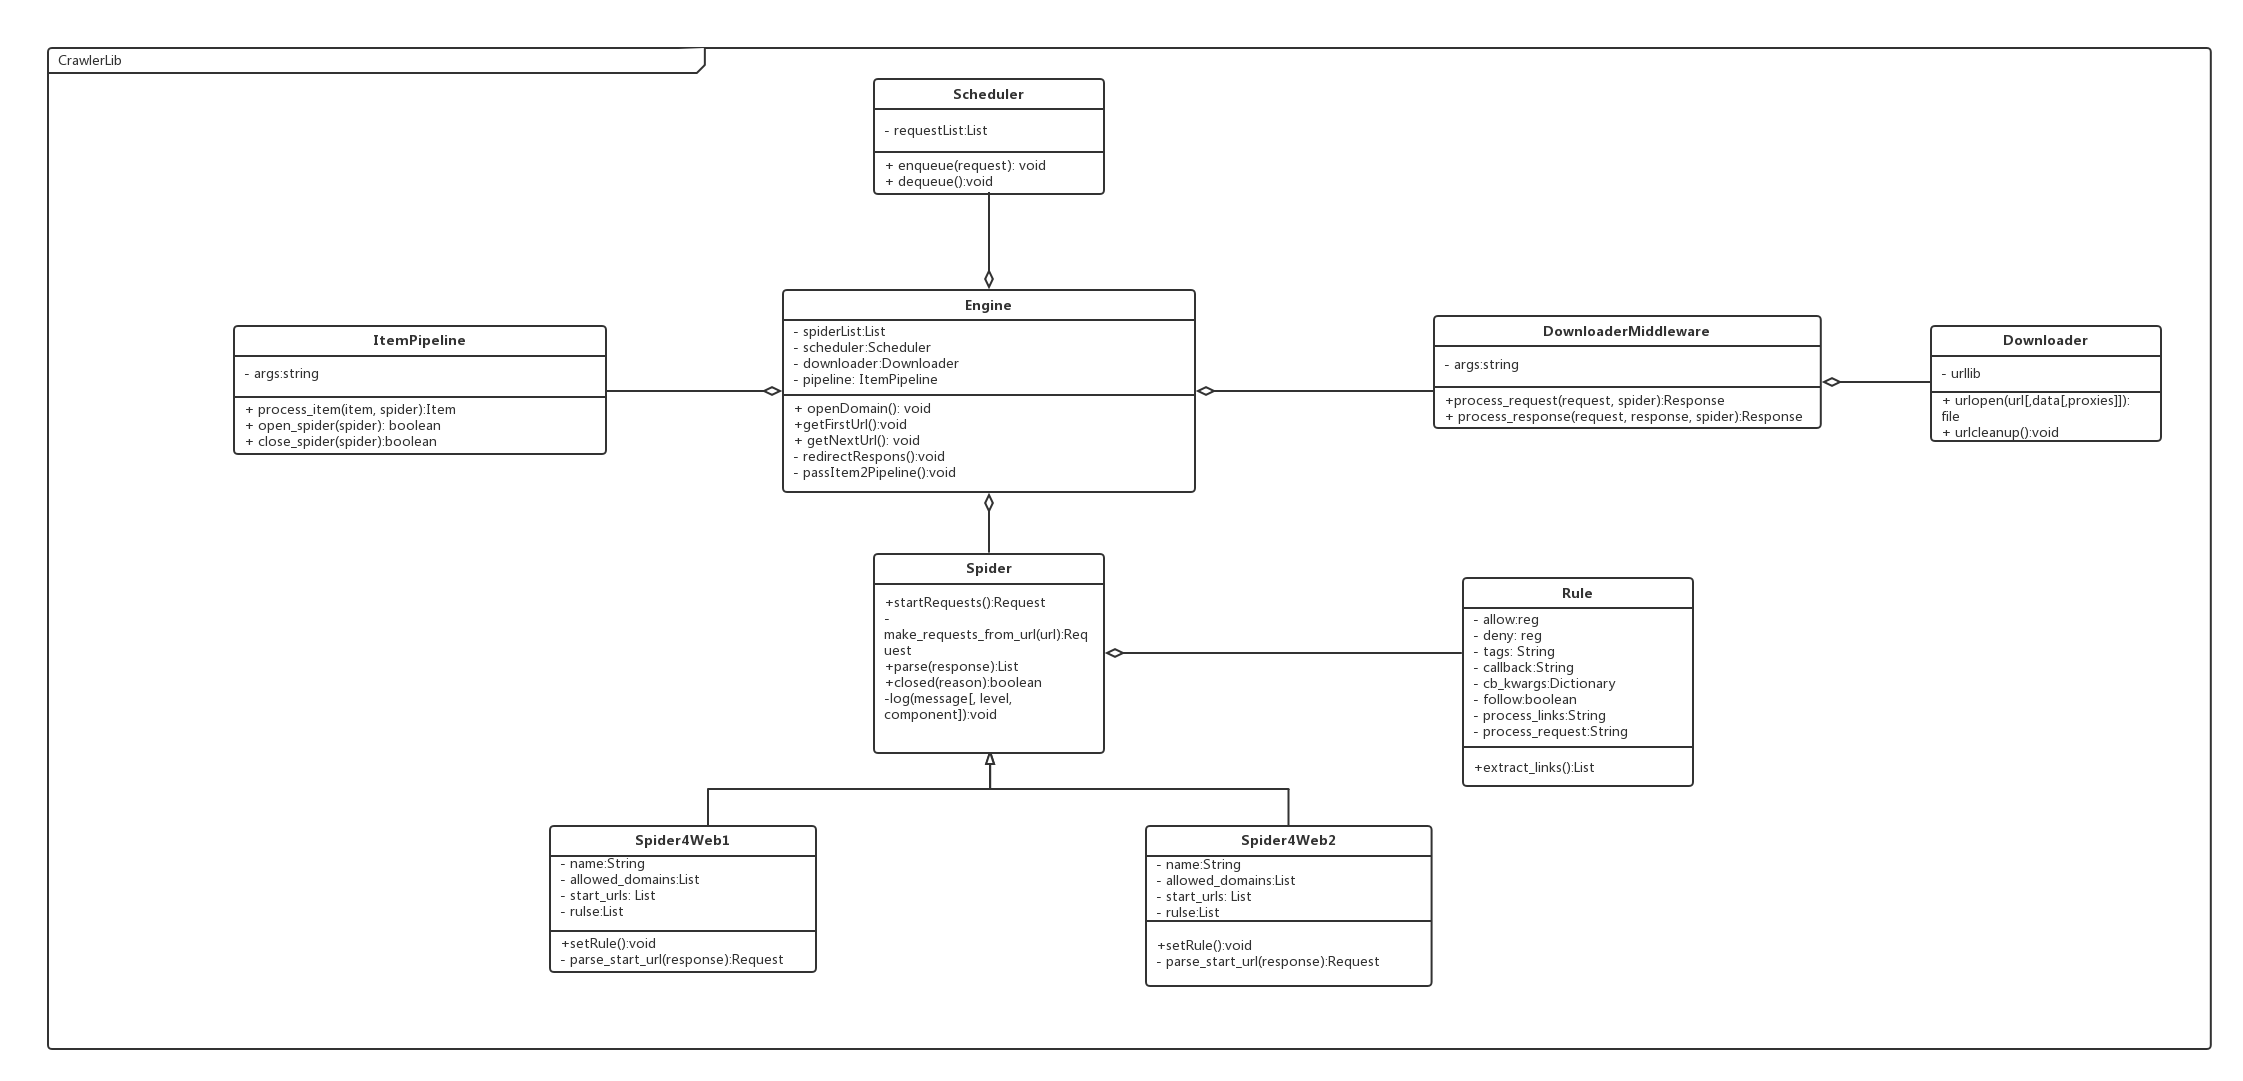 CrawlerLib
Scheduler
- requestList:List
+ enqueue(request): void
+ dequeue():void
Engine
- spiderList:List
- scheduler:Scheduler
- downloader:Downloader
- pipeline: ItemPipeline
+ openDomain(): void
+getFirstUrl():void
+ getNextUrl(): void
- redirectRespons():void
- passItem2Pipeline():void
ItemPipeline
- args:string
+ process_item(item, spider):Item
+ open_spider(spider): boolean
+ close_spider(spider):boolean
DownloaderMiddleware
- args:string
+process_request(request, spider):Response
+ process_response(request, response, spider):Response
Downloader
- urllib
+ urlopen(url[,data[,proxies]]):
file
+ urlcleanup():void
Spider
+startRequests():Request
-
make_requests_from_url(url):Req
uest
+parse(response):List
+closed(reason):boolean
-log(message[, level,
component]):void
Rule
- allow:reg
- deny: reg
- tags: String
- callback:String
- cb_kwargs:Dictionary
- follow:boolean
- process_links:String
- process_request:String
+extract_links():List
Spider4Web1
- name:String
- allowed_domains:List
- start_urls: List
- rulse:List
+setRule():void
- parse_start_url(response):Request
Spider4Web2
- name:String
- allowed_domains:List
- start_urls: List
- rulse:List
+setRule():void
- parse_start_url(response):Request